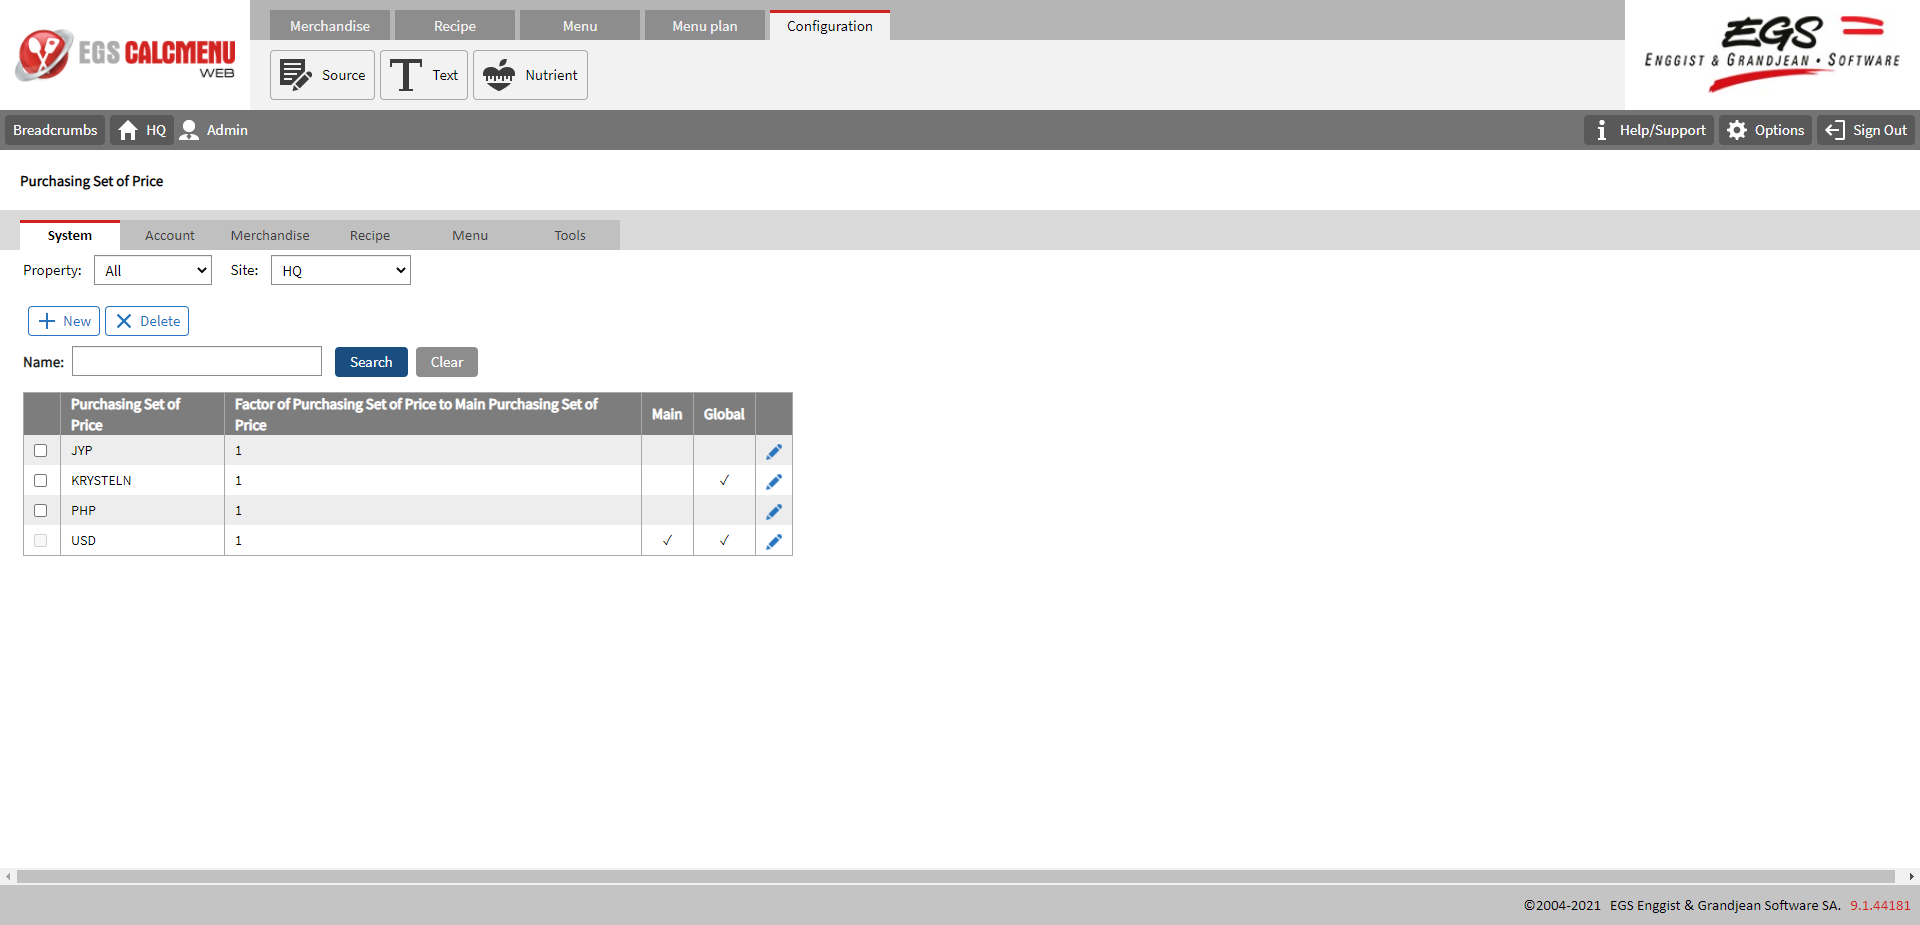 EGS CALCMENU
WEB
Merchandise Recipe Menu Menu plan Configuration
Source Text Nutrient
EGS
ENGGIST & GRANDJEAN • SOFTWARE
Breadcrumbs HQ Admin Help/Support Options Sign Out
Purchasing Set of Price
System Account Merchandise Recipe Menu Tools
Property: All Site: HQ
New Delete
Name: Search Clear
Purchasing Set of Price Factor of Purchasing Set of Price to Main Purchasing Set of Price Main Global
JYP 1
KRYSTELN 1 ✓
PHP 1
USD 1 ✓ ✓
©2004-2021 EGS Enggist & Grandjean Software SA. 9.1.44181